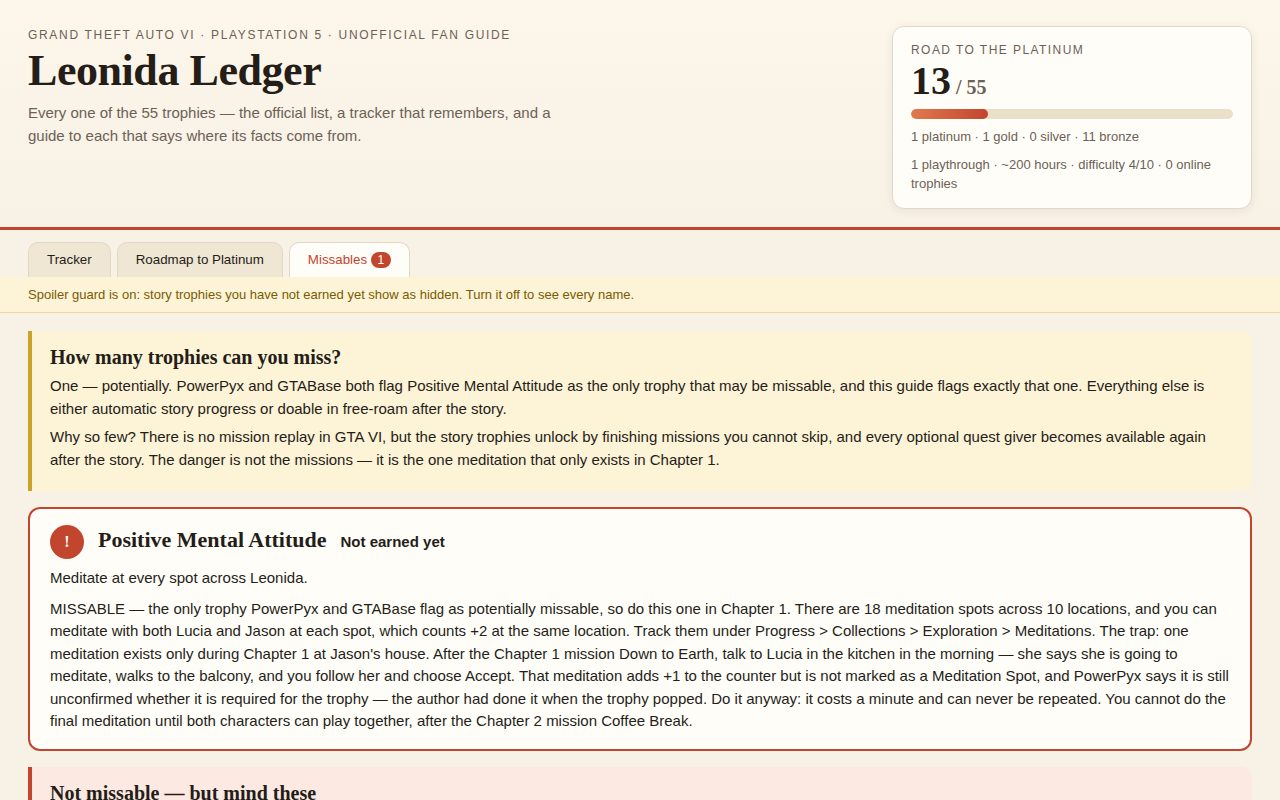 GRAND THEFT AUTO VI · PLAYSTATION 5 · UNOFFICIAL FAN GUIDE
Leonida Ledger
Every one of the 55 trophies — the official list, a tracker that remembers, and a
guide to each that says where its facts come from.
ROAD TO THE PLATINUM
13 / 55
1 platinum · 1 gold · 0 silver · 11 bronze
1 playthrough · ~200 hours · difficulty 4/10 · 0 online
trophies
Tracker
Roadmap to Platinum
Missables 1
Spoiler guard is on: story trophies you have not earned yet show as hidden. Turn it off to see every name.
How many trophies can you miss?
One — potentially. PowerPyx and GTABase both flag Positive Mental Attitude as the only trophy that may be missable, and this guide flags exactly that one. Everything else is
either automatic story progress or doable in free-roam after the story.
Why so few? There is no mission replay in GTA VI, but the story trophies unlock by finishing missions you cannot skip, and every optional quest giver becomes available again
after the story. The danger is not the missions — it is the one meditation that only exists in Chapter 1.
! Positive Mental Attitude Not earned yet
Meditate at every spot across Leonida.
MISSABLE — the only trophy PowerPyx and GTABase flag as potentially missable, so do this one in Chapter 1. There are 18 meditation spots across 10 locations, and you can
meditate with both Lucia and Jason at each spot, which counts +2 at the same location. Track them under Progress > Collections > Exploration > Meditations. The trap: one
meditation exists only during Chapter 1 at Jason's house. After the Chapter 1 mission Down to Earth, talk to Lucia in the kitchen in the morning — she says she is going to
meditate, walks to the balcony, and you follow her and choose Accept. That meditation adds +1 to the counter but is not marked as a Meditation Spot, and PowerPyx says it is still
unconfirmed whether it is required for the trophy — the author had done it when the trophy popped. Do it anyway: it costs a minute and can never be repeated. You cannot do the
final meditation until both characters can play together, after the Chapter 2 mission Coffee Break.
Not missable — but mind these